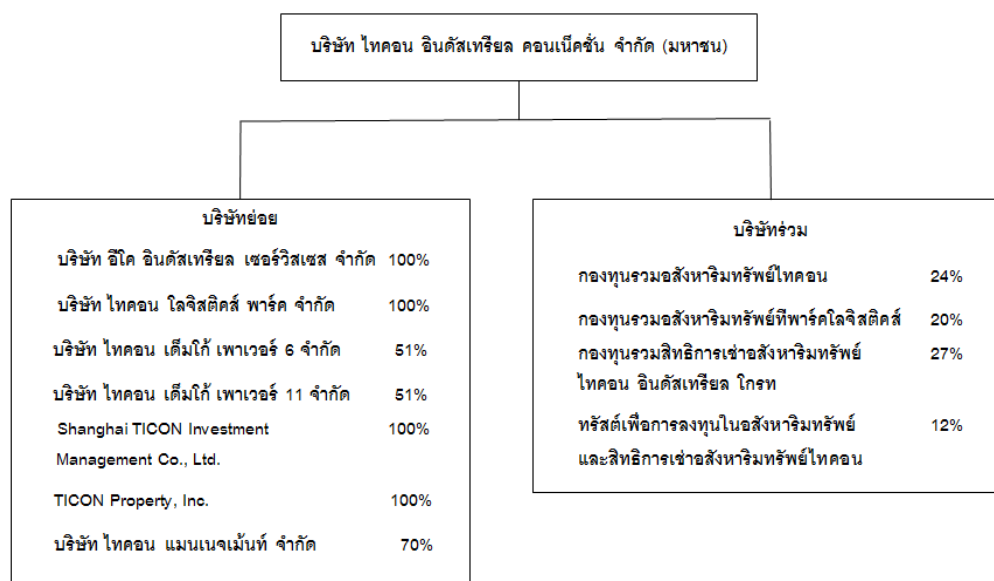 บริษัท ไทคอน อินดัสเทรียล คอนเน็คชั่น จำกัด (มหาชน)
บริษัทย่อย
บริษัท อีโค อินดัสเทรียล เซอร์วิสเซส จำกัด 100%
บริษัท ไทคอน โลจิสติคส์ พาร์ค จำกัด 100%
บริษัท ไทคอน เด็มโก้ เพาเวอร์ 6 จำกัด 51%
บริษัท ไทคอน เด็มโก้ เพาเวอร์ 11 จำกัด 51%
Shanghai TICON Investment 100%
Management Co., Ltd.
TICON Property, Inc. 100%
บริษัท ไทคอน แมนเนจเม้นท์ จำกัด 70%
บริษัทร่วม
กองทุนรวมอสังหาริมทรัพย์ไทคอน 24%
กองทุนรวมอสังหาริมทรัพย์ทีพาร์คโลจิสติคส์ 20%
กองทุนรวมสิทธิการเช่าอสังหาริมทรัพย์ 27%
ไทคอน อินดัสเทรียล โกรท
ทรัสต์เพื่อการลงทุนในอสังหาริมทรัพย์ 12%
และสิทธิการเช่าอสังหาริมทรัพย์ไทคอน